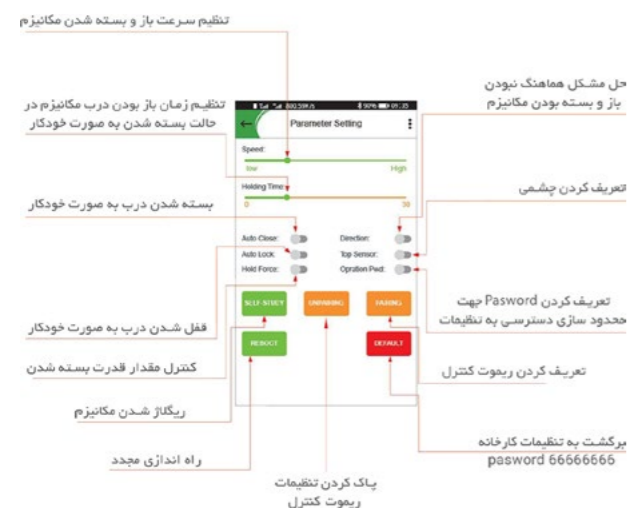 تنظیم سرعت باز و بسته شدن مکانیزم
حل مشکل هماهنگ نبودن
باز و بسته بودن مکانیزم
تنظیم زمان باز بودن درب مکانیزم در
حالت بسته شدن به صورت خودکار
90% 01:35
Parameter Setting
Speed:
low High
Holding Time:
0
بسته شدن درب به صورت خودکار
تعریف کردن چشمی
Auto Close: Direction:
Auto Lock: Top Sensor:
Hold Force: Opration Pwd:
SELF-STUDY UNPAIRING PAIRING
تعریف کردن Pasword جهت
محدود سازی دسترسی به تنظیمات
قفل شدن درب به صورت خودکار
REBOOT DEFAULT
کنترل مقدار قدرت بسته شدن
تعریف کردن ریموت کنترل
ریگلاژ شدن مکانیزم
برگشت به تنظیمات کارخانه
pasword 66666666
راه اندازی مجدد
پاک کردن تنظیمات
ریموت کنترل